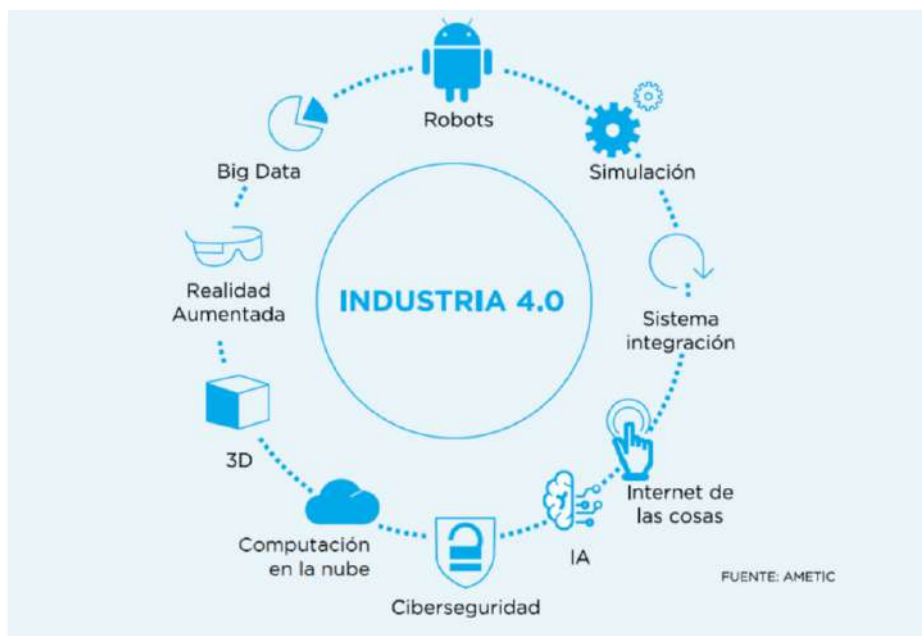 Robots
Simulación
Sistema
integración
Internet de
las cosas
IA
Ciberseguridad
Computación
en la nube
3D
Realidad
Aumentada
Big Data
INDUSTRIA 4.0
FUENTE: AMETIC